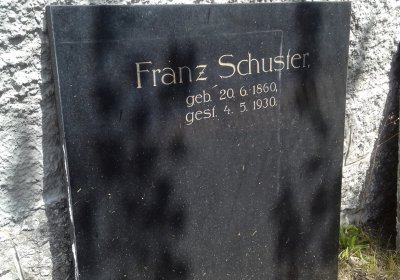 Franz Schuster,
geb. 20. 6. 1860,
gest. 4. 5. 1930.